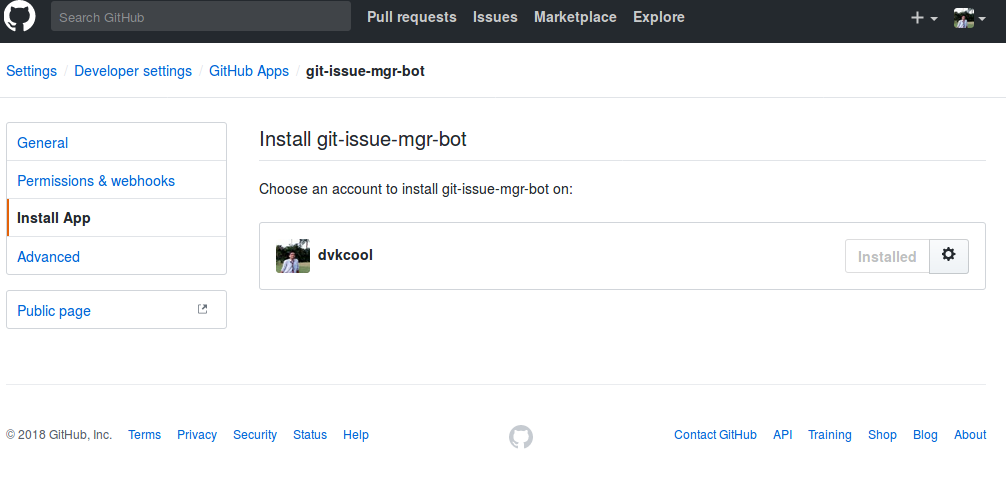 Search GitHub Pull requests Issues Marketplace Explore
Settings / Developer settings / GitHub Apps / git-issue-mgr-bot
General
Permissions & webhooks
Install App
Advanced
Public page
Install git-issue-mgr-bot
Choose an account to install git-issue-mgr-bot on:
dvkcool Installed
© 2018 GitHub, Inc. Terms Privacy Security Status Help Contact GitHub API Training Shop Blog About